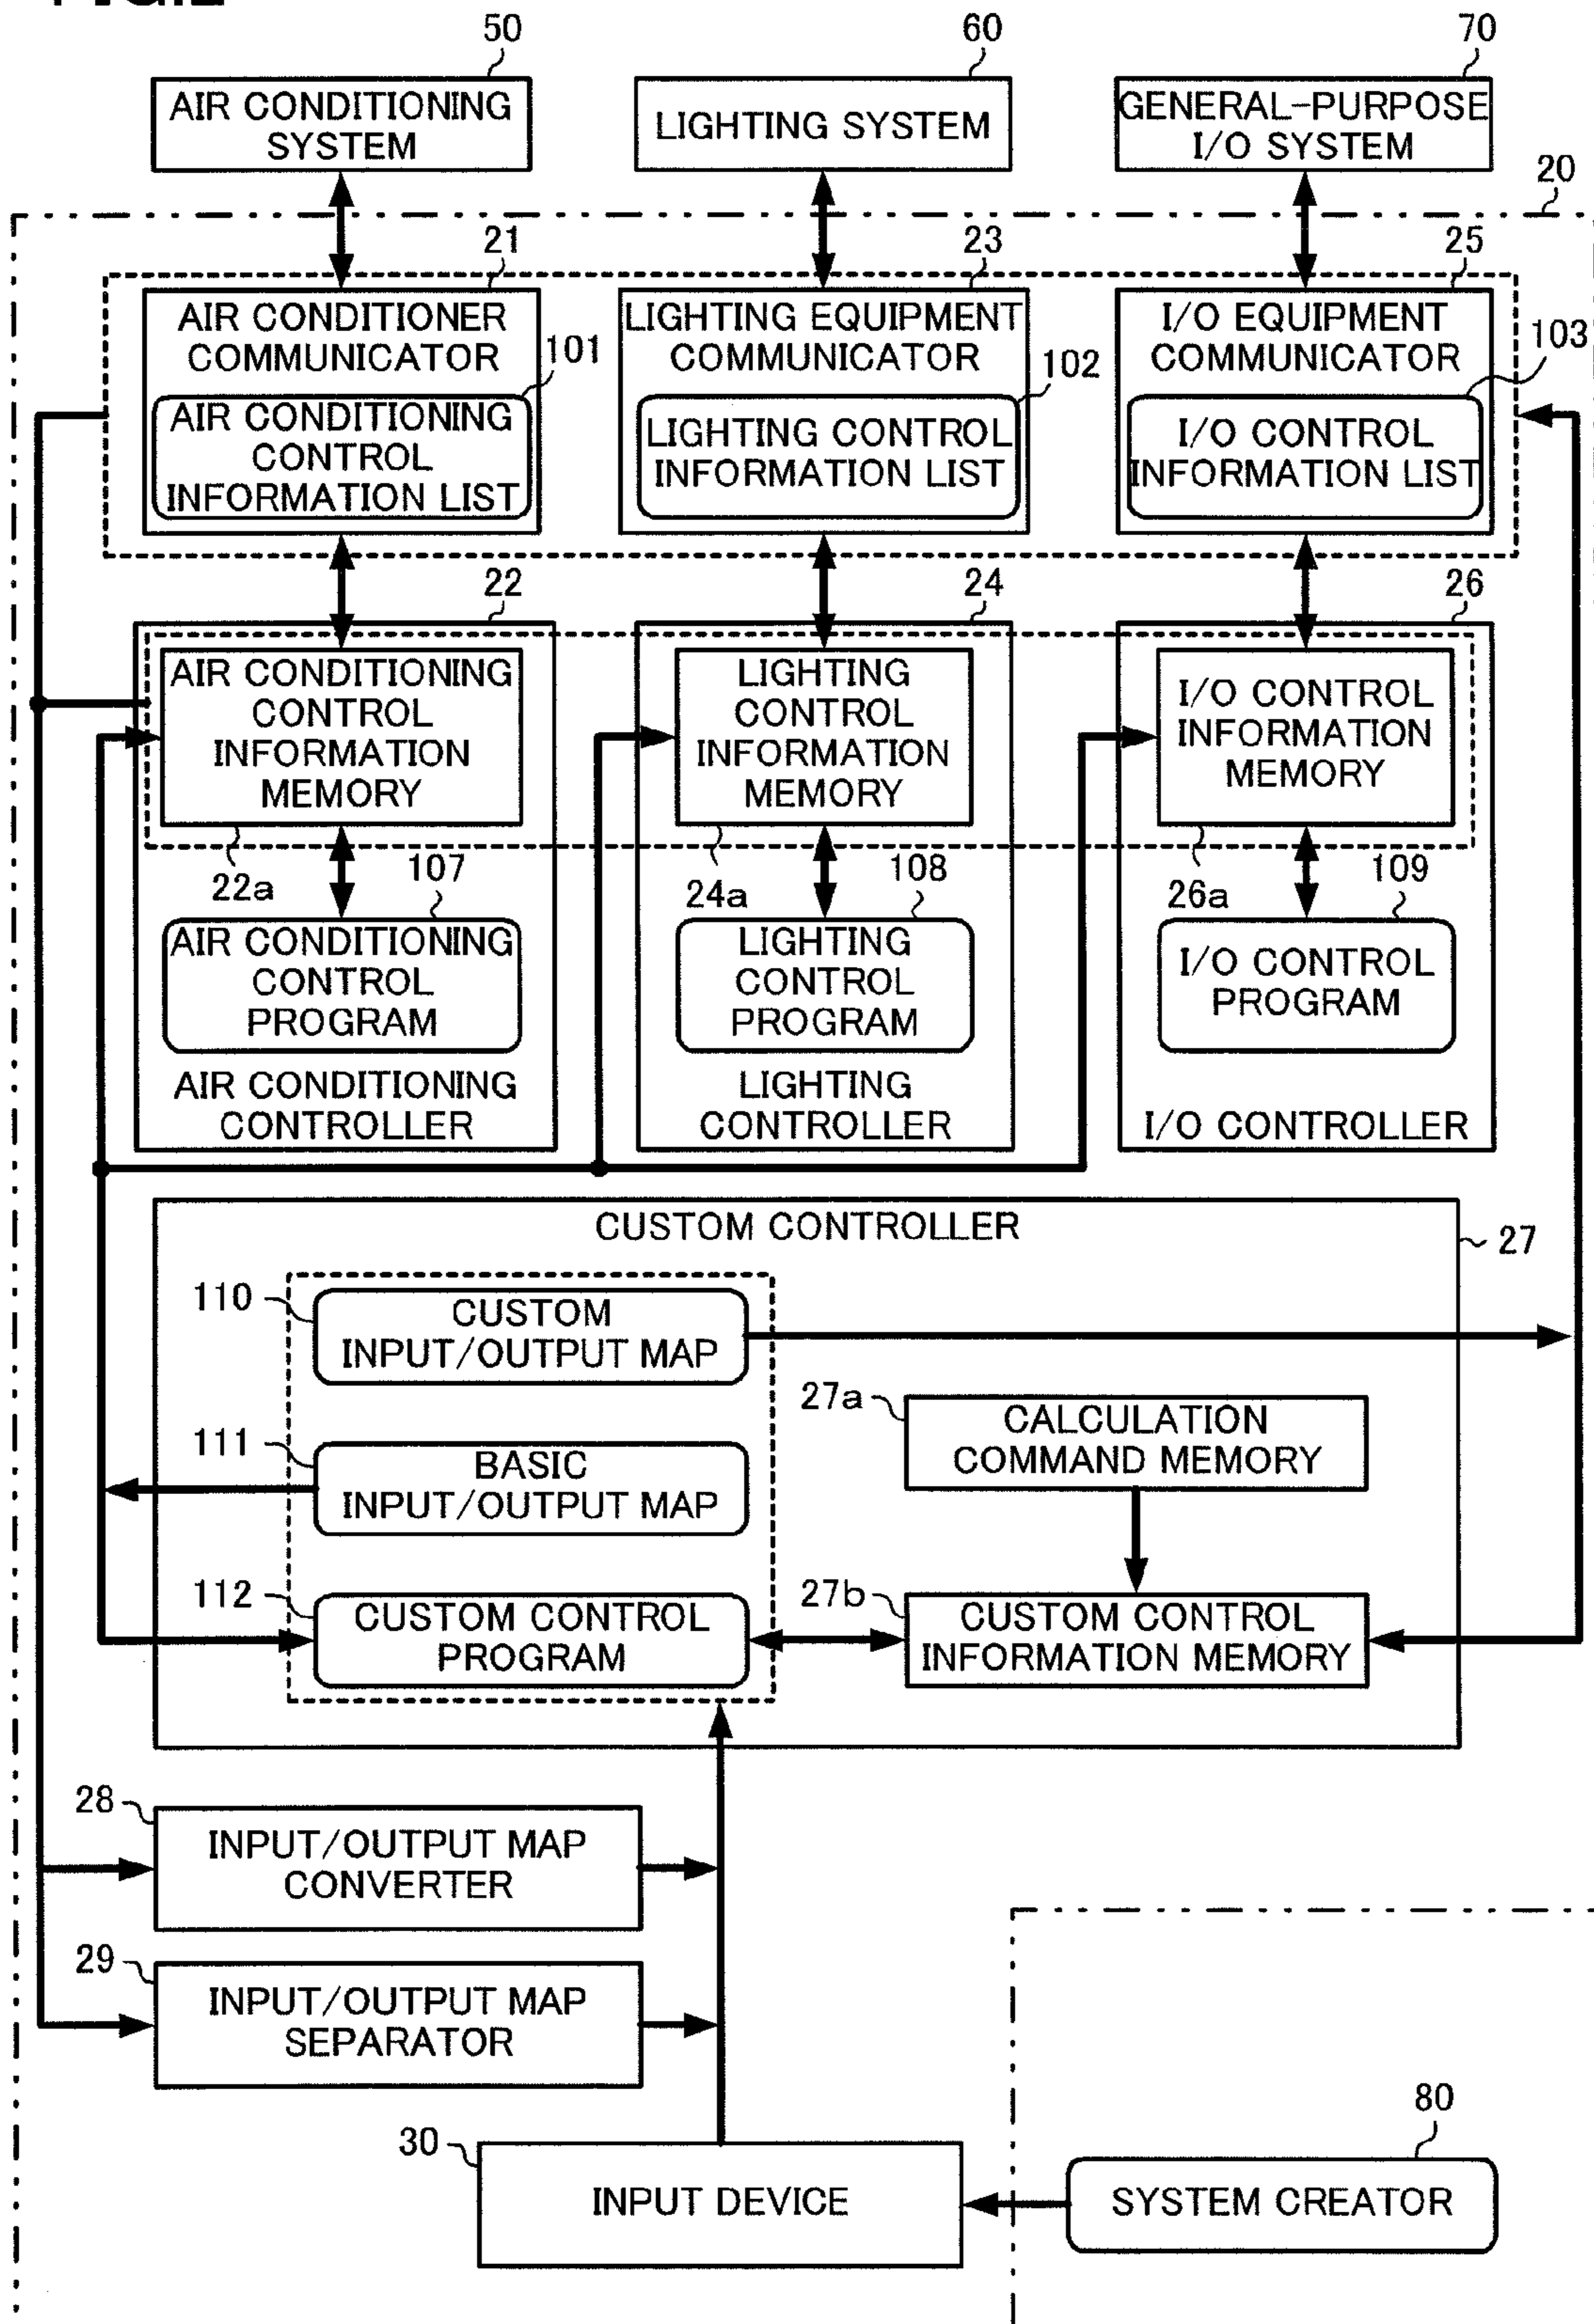 50
60
70
AIR CONDITIONING
SYSTEM
LIGHTING SYSTEM
GENERAL-PURPOSE
I/O SYSTEM
20
21
23
25
AIR CONDITIONER
COMMUNICATOR
101
AIR CONDITIONING
CONTROL
INFORMATION LIST
LIGHTING EQUIPMENT
COMMUNICATOR
102
LIGHTING CONTROL
INFORMATION LIST
I/O EQUIPMENT
COMMUNICATOR
103
I/O CONTROL
INFORMATION LIST
22
24
26
AIR CONDITIONING
CONTROL
INFORMATION
MEMORY
LIGHTING
CONTROL
INFORMATION
MEMORY
I/O CONTROL
INFORMATION
MEMORY
22a
107
24a
108
26a
109
AIR CONDITIONING
CONTROL
PROGRAM
LIGHTING
CONTROL
PROGRAM
I/O CONTROL
PROGRAM
AIR CONDITIONING
CONTROLLER
LIGHTING
CONTROLLER
I/O CONTROLLER
CUSTOM CONTROLLER
27
110
CUSTOM
INPUT/OUTPUT MAP
27a
CALCULATION
COMMAND MEMORY
111
BASIC
INPUT/OUTPUT MAP
112
CUSTOM CONTROL
PROGRAM
27b
CUSTOM CONTROL
INFORMATION MEMORY
28
INPUT/OUTPUT MAP
CONVERTER
29
INPUT/OUTPUT MAP
SEPARATOR
30
INPUT DEVICE
80
SYSTEM CREATOR